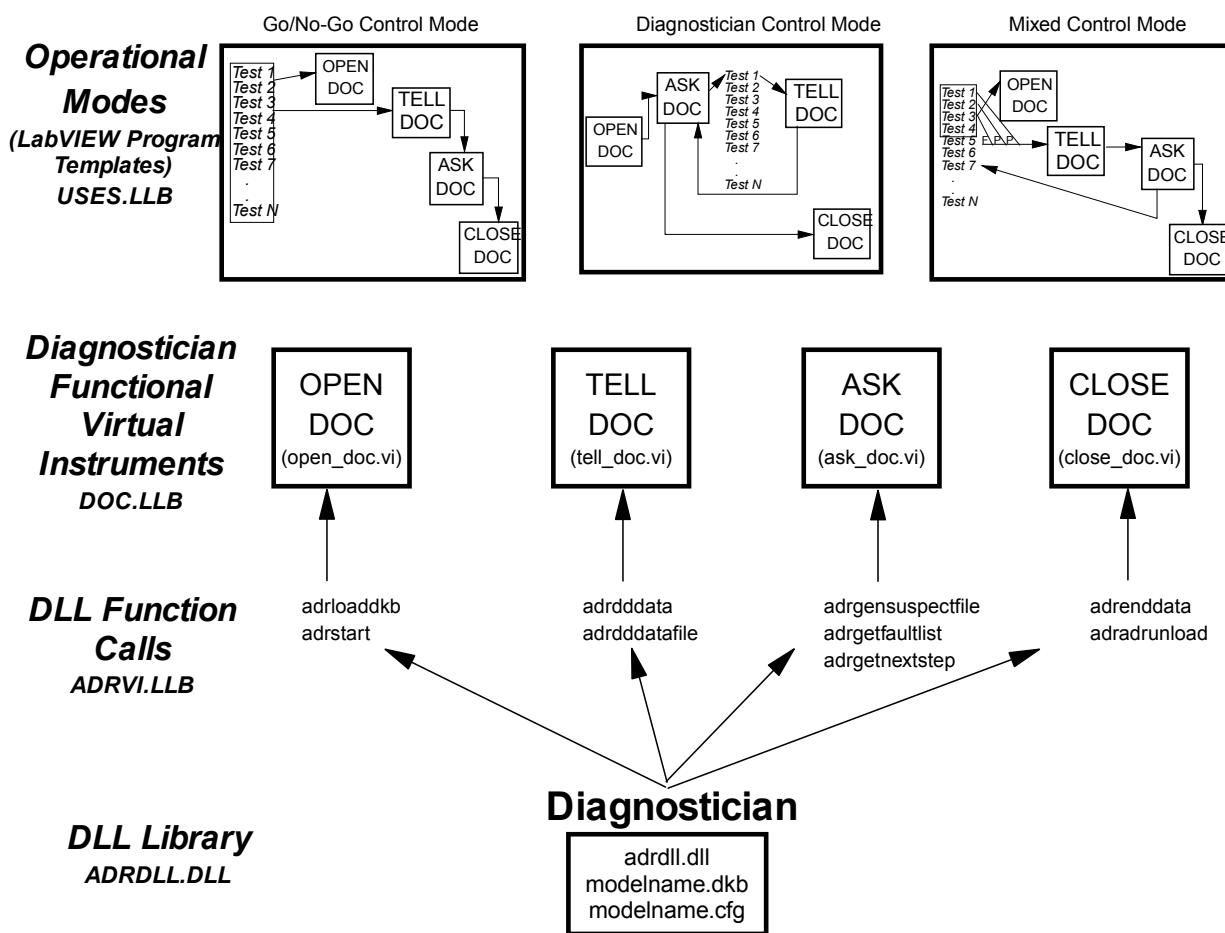 Go/No-Go Control Mode
Diagnostician Control Mode
Mixed Control Mode
Operational
Modes
(LabVIEW Program
Templates)
USES.LLB
Test 1
Test 2
Test 3
Test 4
Test 5
Test 6
Test 7
.
.
Test N
OPEN
DOC
TELL
DOC
ASK
DOC
CLOSE
DOC
OPEN
DOC
ASK
DOC
Test 1
Test 2
Test 3
Test 4
Test 5
Test 6
Test 7
.
.
Test N
TELL
DOC
CLOSE
DOC
Test 1
Test 2
Test 3
Test 4
Test 5
Test 6
Test 7
.
.
Test N
OPEN
DOC
F P P
TELL
DOC
ASK
DOC
CLOSE
DOC
Diagnostician
Functional
Virtual
Instruments
DOC.LLB
OPEN
DOC
(open_doc.vi)
TELL
DOC
(tell_doc.vi)
ASK
DOC
(ask_doc.vi)
CLOSE
DOC
(close_doc.vi)
DLL Function
Calls
ADRVI.LLB
adrloaddkb
adrstart
adrdddata
adrdddatafile
adrgensuspectfile
adrgetfaultlist
adrgetnextstep
adrenddata
adradrunload
DLL Library
ADRDLL.DLL
Diagnostician
adrdll.dll
modelname.dkb
modelname.cfg